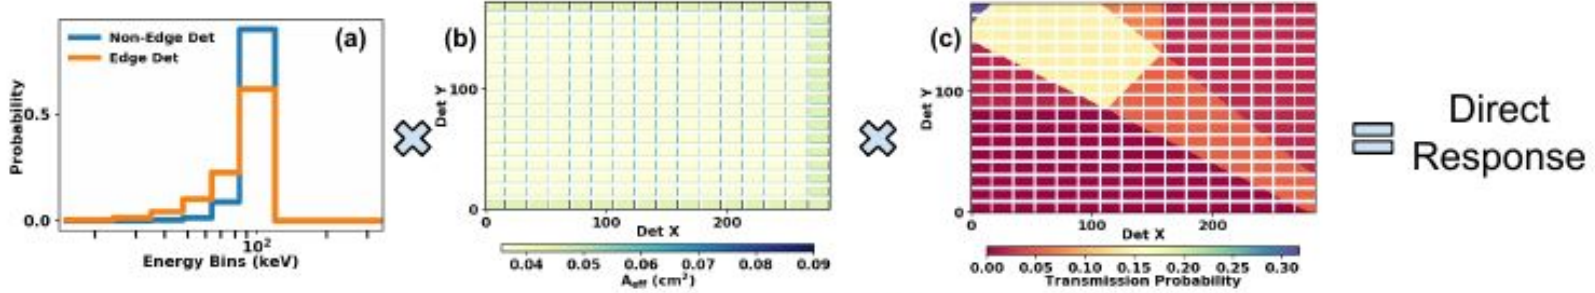 (a)
Non-Edge Det
Edge Det
Probability
0.5
0.0
10²
Energy Bins (keV)
(b)
Det Y
100
0
0 100 200
Det X
0.04 0.05 0.06 0.07 0.08 0.09
A_eff (cm²)
(c)
Det Y
100
0
0 100 200
Det X
0.00 0.05 0.10 0.15 0.20 0.25 0.30
Transmission Probability
Direct
Response